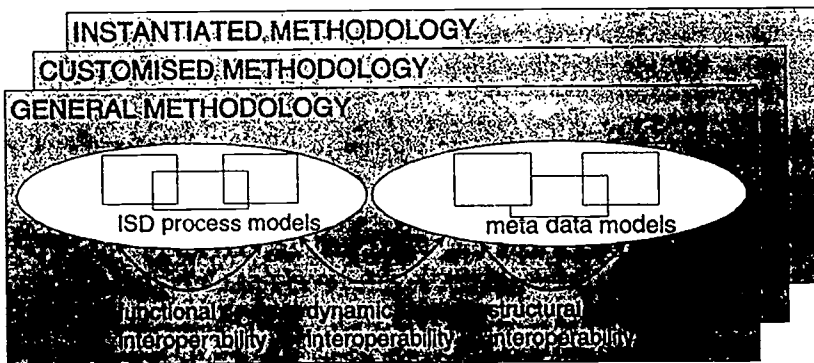 INSTANTIATED METHODOLOGY
CUSTOMISED METHODOLOGY
GENERAL METHODOLOGY
ISD process models
meta data models
functional dynamic structural
interoperability interoperability interoperability